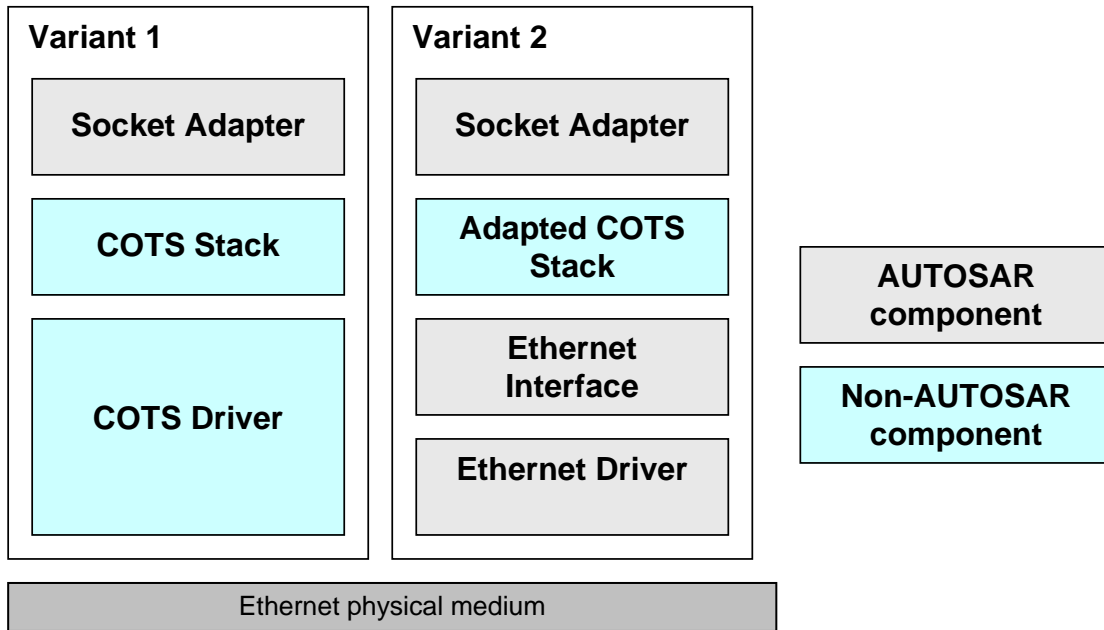 Variant 1
Socket Adapter
COTS Stack
COTS Driver
Variant 2
Socket Adapter
Adapted COTS
Stack
Ethernet
Interface
Ethernet Driver
AUTOSAR
component
Non-AUTOSAR
component
Ethernet physical medium